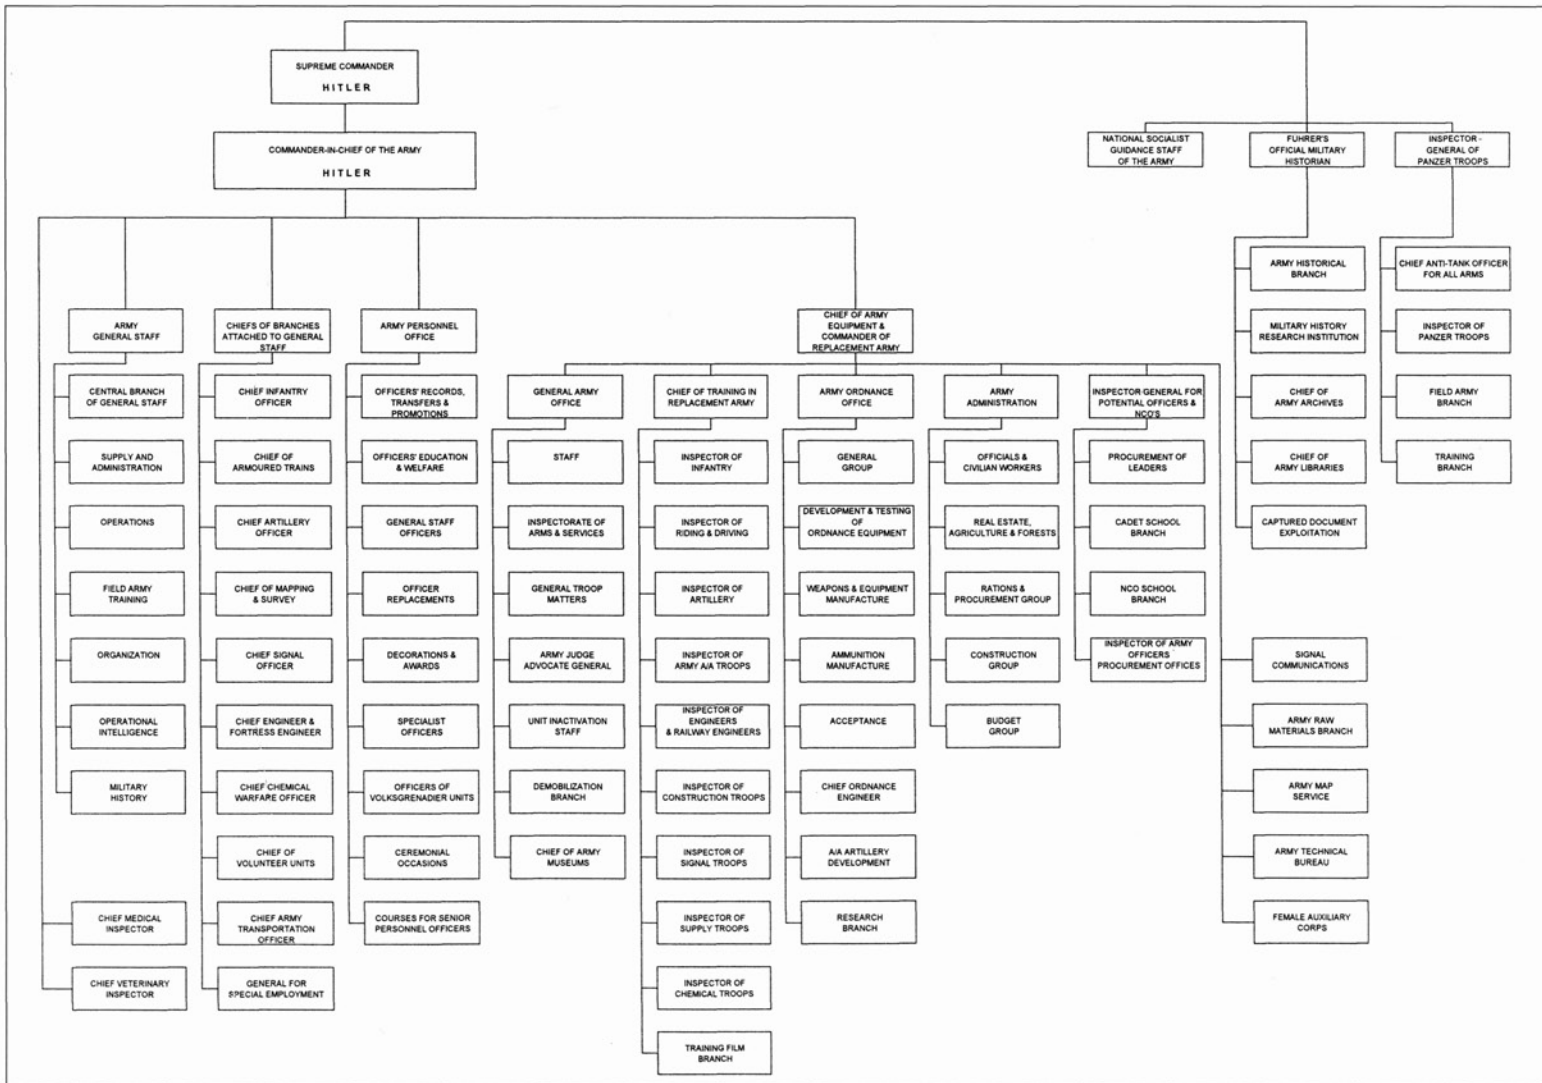 SUPREME COMMANDER
HITLER
COMMANDER-IN-CHIEF OF THE ARMY
HITLER
NATIONAL SOCIALIST
GUIDANCE STAFF
OF THE ARMY
FUHRER'S
OFFICIAL MILITARY
HISTORIAN
INSPECTOR -
GENERAL OF
PANZER TROOPS
ARMY HISTORICAL
BRANCH
MILITARY HISTORY
RESEARCH INSTITUTION
CHIEF OF
ARMY ARCHIVES
CHIEF OF
ARMY LIBRARIES
CAPTURED DOCUMENT
EXPLOITATION
CHIEF ANTI-TANK OFFICER
FOR ALL ARMS
INSPECTOR OF
PANZER TROOPS
FIELD ARMY
BRANCH
TRAINING
BRANCH
ARMY
GENERAL STAFF
CENTRAL BRANCH
OF GENERAL STAFF
SUPPLY AND
ADMINISTRATION
OPERATIONS
FIELD ARMY
TRAINING
ORGANIZATION
OPERATIONAL
INTELLIGENCE
MILITARY
HISTORY
CHIEF MEDICAL
INSPECTOR
CHIEF VETERINARY
INSPECTOR
CHIEFS OF BRANCHES
ATTACHED TO GENERAL
STAFF
CHIEF INFANTRY
OFFICER
CHIEF OF
ARMOURED TRAINS
CHIEF ARTILLERY
OFFICER
CHIEF OF MAPPING
& SURVEY
CHIEF SIGNAL
OFFICER
CHIEF ENGINEER &
FORTRESS ENGINEER
CHIEF CHEMICAL
WARFARE OFFICER
CHIEF OF
VOLUNTEER UNITS
CHIEF ARMY
TRANSPORTATION
OFFICER
GENERAL FOR
SPECIAL EMPLOYMENT
ARMY PERSONNEL
OFFICE
OFFICERS' RECORDS,
TRANSFERS &
PROMOTIONS
OFFICERS' EDUCATION
& WELFARE
GENERAL STAFF
OFFICERS
OFFICER
REPLACEMENTS
DECORATIONS &
AWARDS
SPECIALIST
OFFICERS
OFFICERS OF
VOLKSGRENADIER UNITS
CEREMONIAL
OCCASIONS
COURSES FOR SENIOR
PERSONNEL OFFICERS
CHIEF OF ARMY
EQUIPMENT &
COMMANDER OF
REPLACEMENT ARMY
GENERAL ARMY
OFFICE
STAFF
INSPECTORATE OF
ARMS & SERVICES
GENERAL TROOP
MATTERS
ARMY JUDGE
ADVOCATE GENERAL
UNIT INACTIVATION
STAFF
DEMOBILIZATION
BRANCH
CHIEF OF ARMY
MUSEUMS
CHIEF OF TRAINING IN
REPLACEMENT ARMY
INSPECTOR OF
INFANTRY
INSPECTOR OF
RIDING & DRIVING
INSPECTOR OF
ARTILLERY
INSPECTOR OF
ARMY A/A TROOPS
INSPECTOR OF
ENGINEERS
& RAILWAY ENGINEERS
INSPECTOR OF
CONSTRUCTION TROOPS
INSPECTOR OF
SIGNAL TROOPS
INSPECTOR OF
SUPPLY TROOPS
INSPECTOR OF
CHEMICAL TROOPS
TRAINING FILM
BRANCH
ARMY ORDNANCE
OFFICE
GENERAL
GROUP
DEVELOPMENT & TESTING
OF
ORDNANCE EQUIPMENT
WEAPONS & EQUIPMENT
MANUFACTURE
AMMUNITION
MANUFACTURE
ACCEPTANCE
CHIEF ORDNANCE
ENGINEER
A/A ARTILLERY
DEVELOPMENT
RESEARCH
BRANCH
ARMY
ADMINISTRATION
OFFICIALS &
CIVILIAN WORKERS
REAL ESTATE,
AGRICULTURE & FORESTS
RATIONS &
PROCUREMENT GROUP
CONSTRUCTION
GROUP
BUDGET
GROUP
INSPECTOR GENERAL FOR
POTENTIAL OFFICERS &
NCO'S
PROCUREMENT OF
LEADERS
CADET SCHOOL
BRANCH
NCO SCHOOL
BRANCH
INSPECTOR OF ARMY
OFFICERS
PROCUREMENT OFFICES
SIGNAL
COMMUNICATIONS
ARMY RAW
MATERIALS BRANCH
ARMY MAP
SERVICE
ARMY TECHNICAL
BUREAU
FEMALE AUXILIARY
CORPS